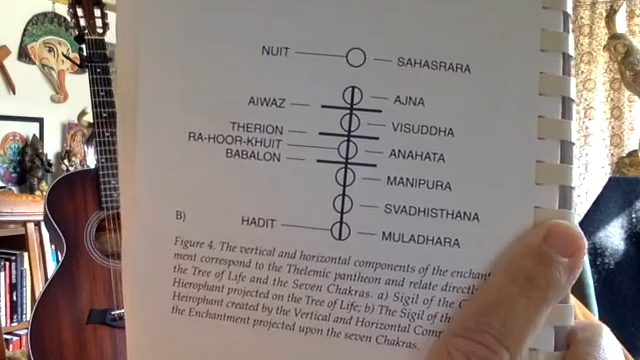 NUIT SAHASRARA
AJNA
AIWAZ
VISUDDHA
THERION
RA-HOOR-KHUIT ANAHATA
BABALON
MANIPURA
SVADHISTHANA
B) HADIT MULADHARA
Figure 4. The vertical and horizontal components of the enchant
ment correspond to the Thelemic pantheon and relate directl
the Tree of Life and the Seven Chakras. a) Sigil of the
Hierophant projected on the Tree of Life; b) The Sigil of th
Heirophant created by the Vertical and Horizontal Com
the Enchantment projected upon the seven Chakras.